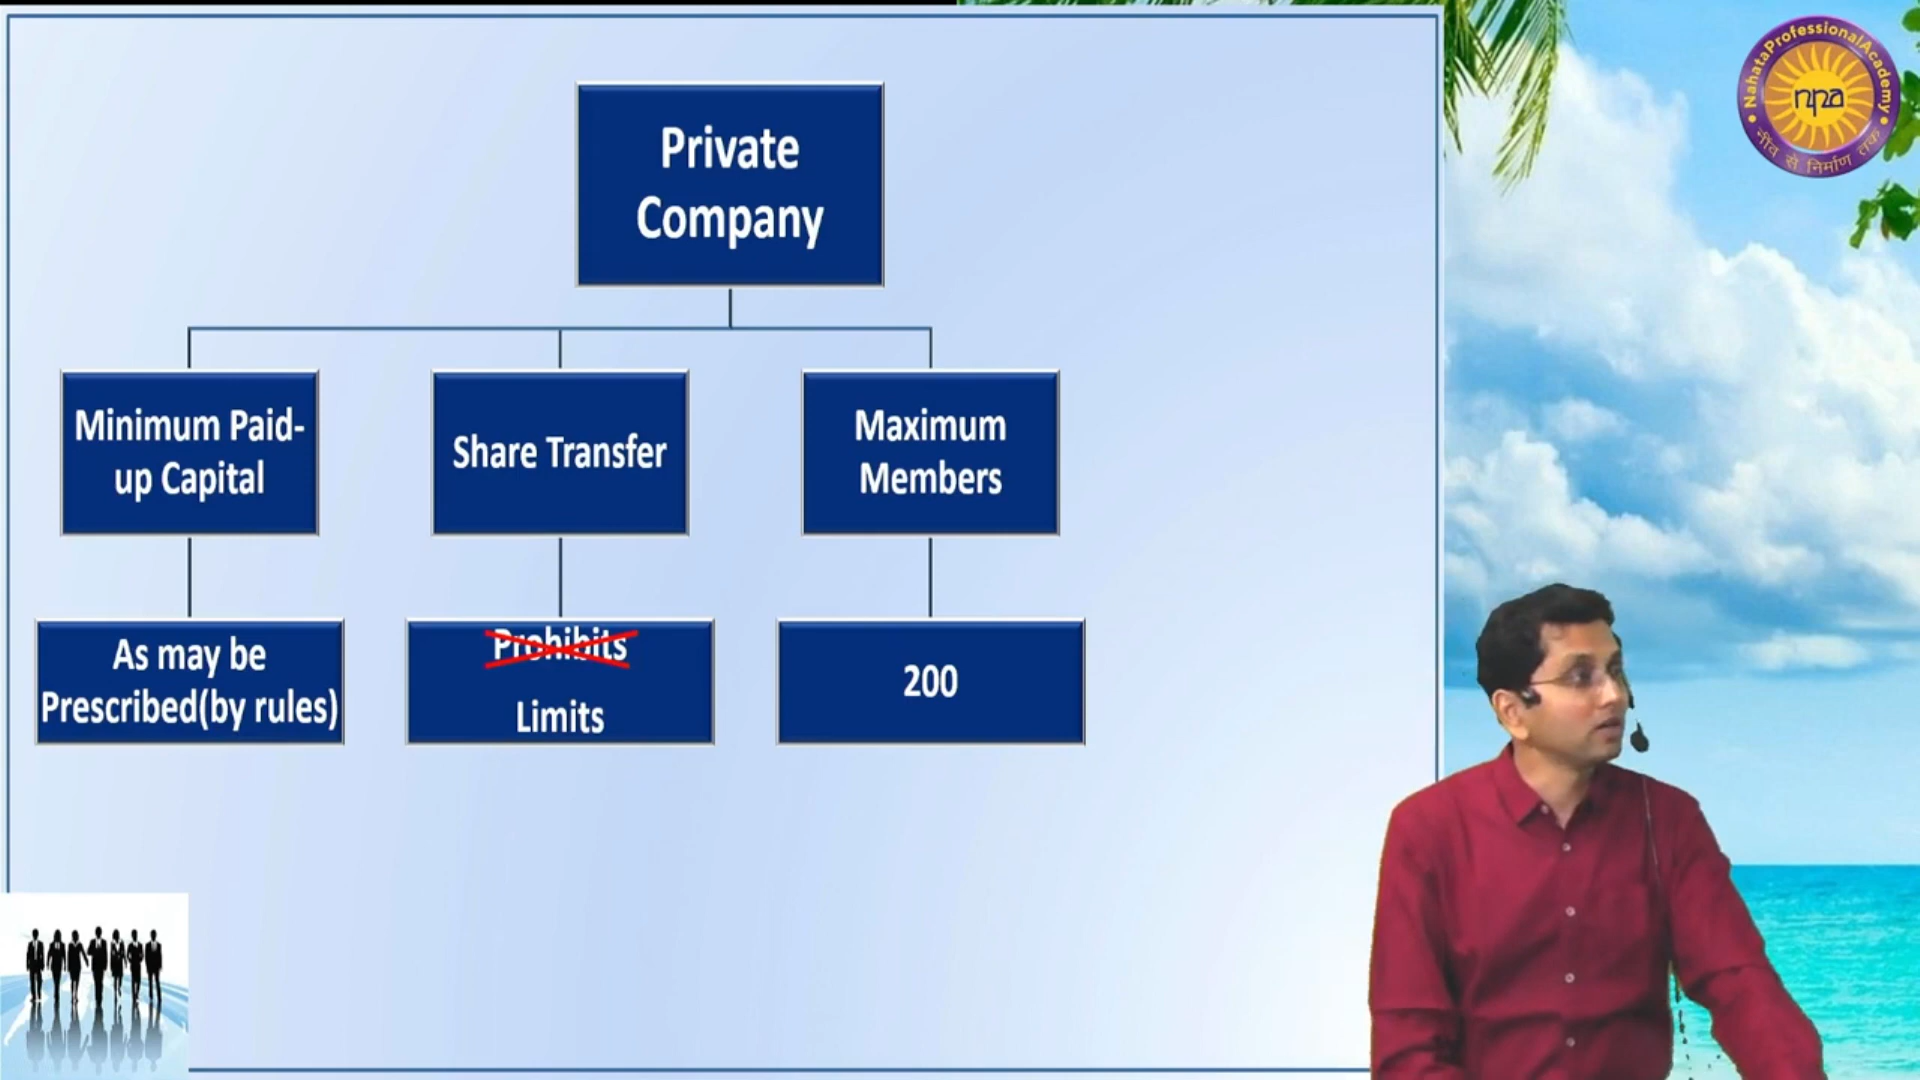 Private
Company
Minimum Paid-
up Capital
Share Transfer
Maximum
Members
As may be
Prescribed(by rules)
Prohibits
Limits
200
NahataProfessionalAcademy
npa
नींव से निर्माण तक